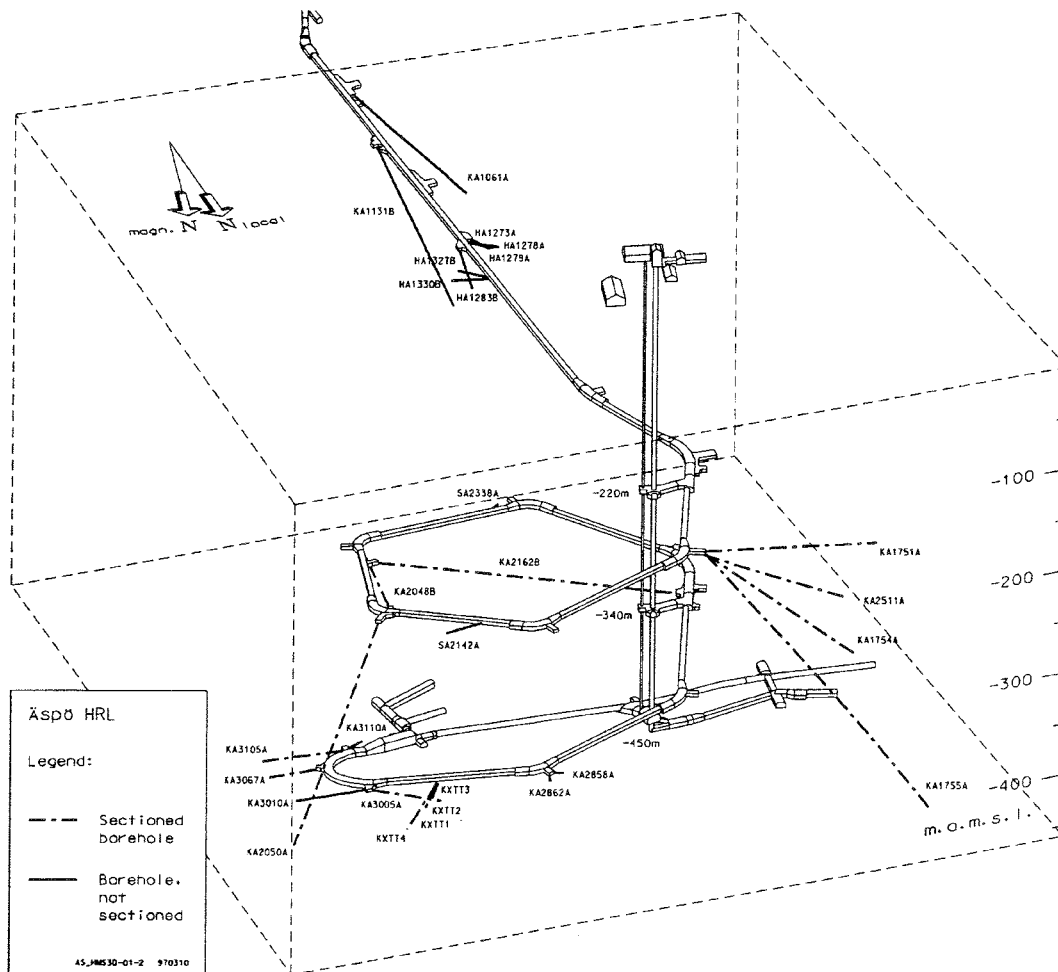 KA1061A
KA1131B
magn. N N local
HA1273A
HA1278A
HA1279A
HA1327B
HA1330B
HA1283B
-100
-220m
SA2338A
KA1751A
KA2162B
-200
KA2511A
KA2048B
-340m
KA1754A
SA2142A
-300
Äspö HRL
Legend:
Sectioned
borehole
Borehole.
not
sectioned
AS_HMS30-01-2 970310
KA3110A
KA3105A
-450m
KA3067A
KA2858A
KA2862A
KA1755A
-400
KXTT3
KA3010A
KA3005A
KXTT2
KXTT1
KXTT4
m.a.m.s.l.
KA2050A